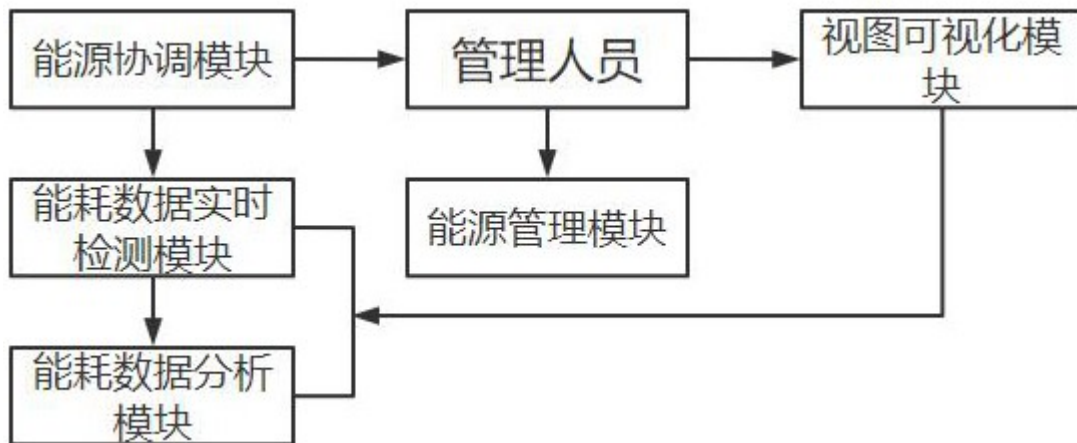 能源协调模块
管理人员
视图可视化模
块
能耗数据实时
检测模块
能源管理模块
能耗数据分析
模块